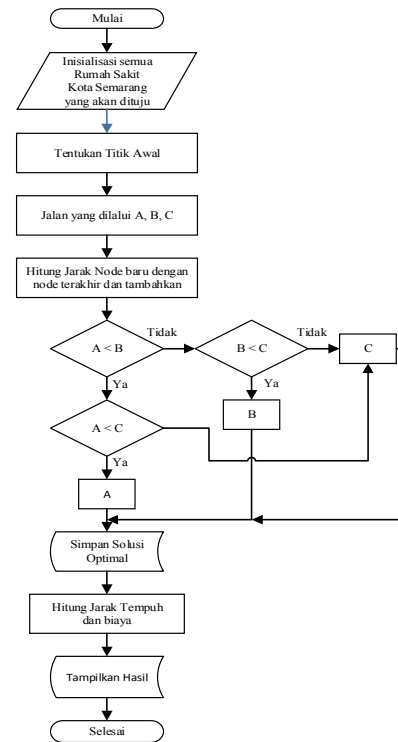 Mulai
Inisialisasi semua
Rumah Sakit
Kota Semarang
yang akan dituju
Tentukan Titik Awal
Jalan yang dilalui A, B, C
Hitung Jarak Node baru dengan
node terakhir dan tambahkan
A < B
Tidak
B < C
Tidak
C
Ya
Ya
A < C
B
Ya
A
Simpan Solusi
Optimal
Hitung Jarak Tempuh
dan biaya
Tampilkan Hasil
Selesai